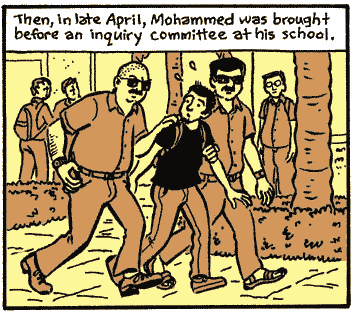 Then, in late April, Mohammed was brought
before an inquiry committee at his school.